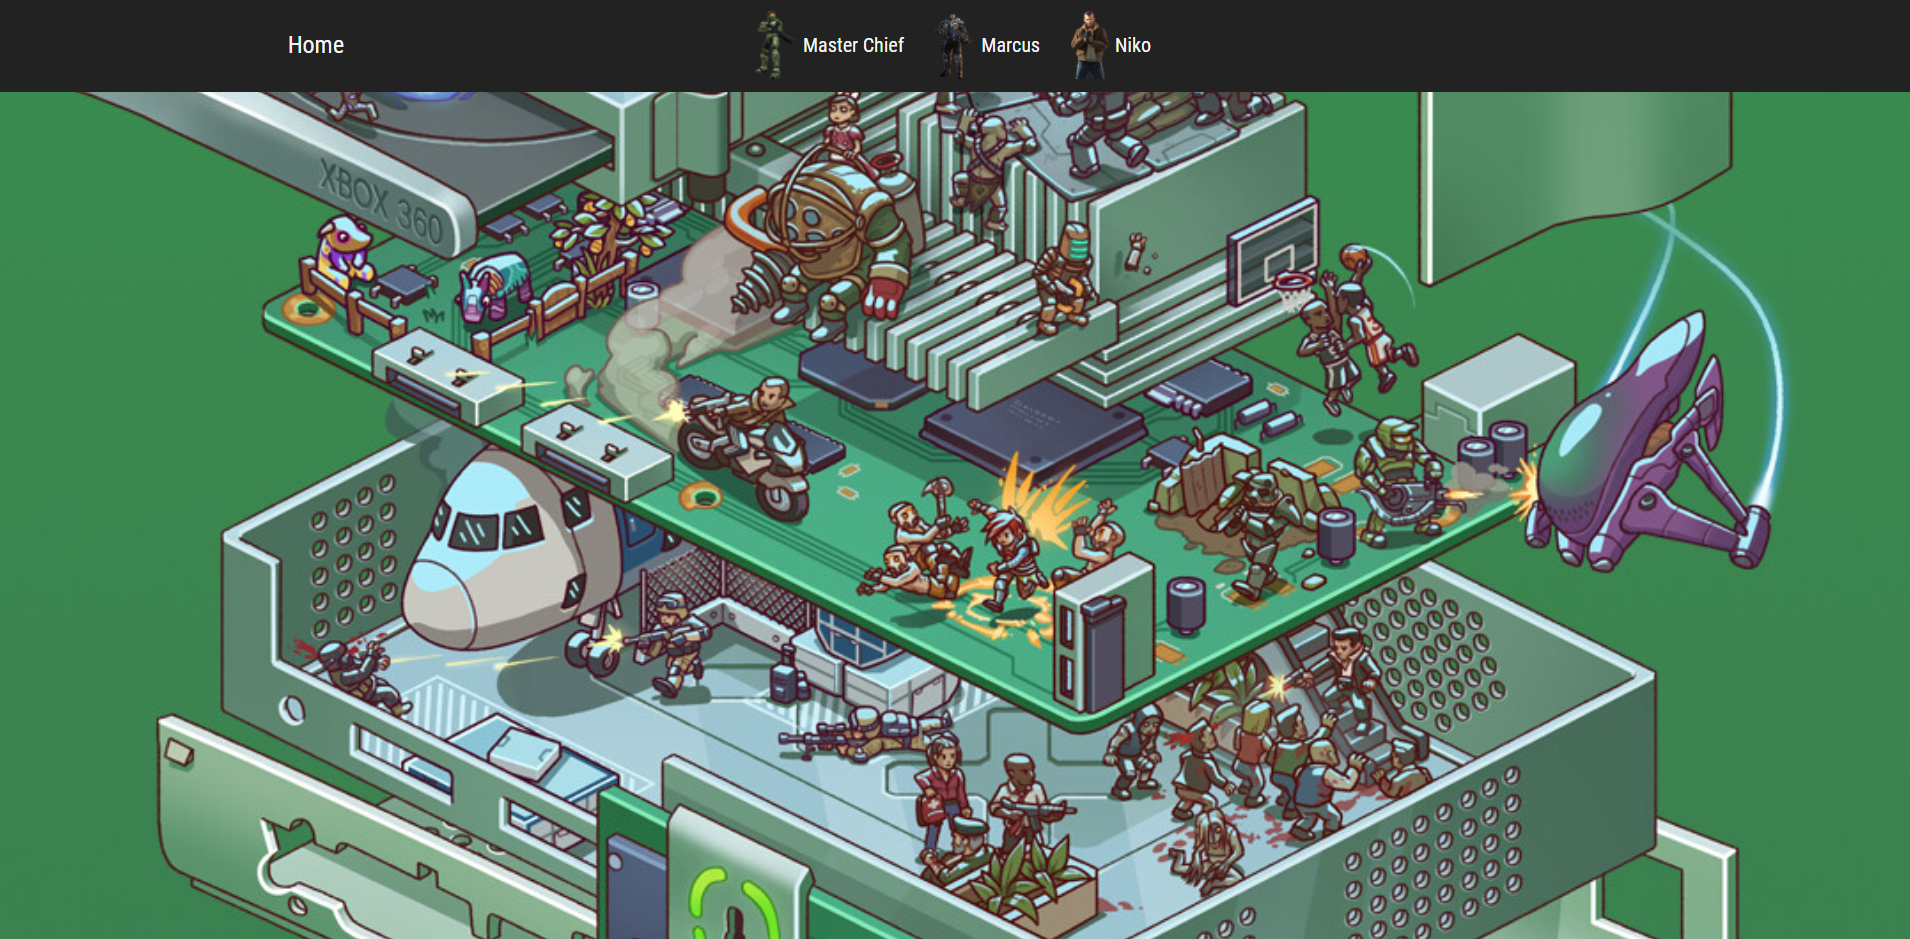 Home
Master Chief
Marcus
Niko
XBOX 360